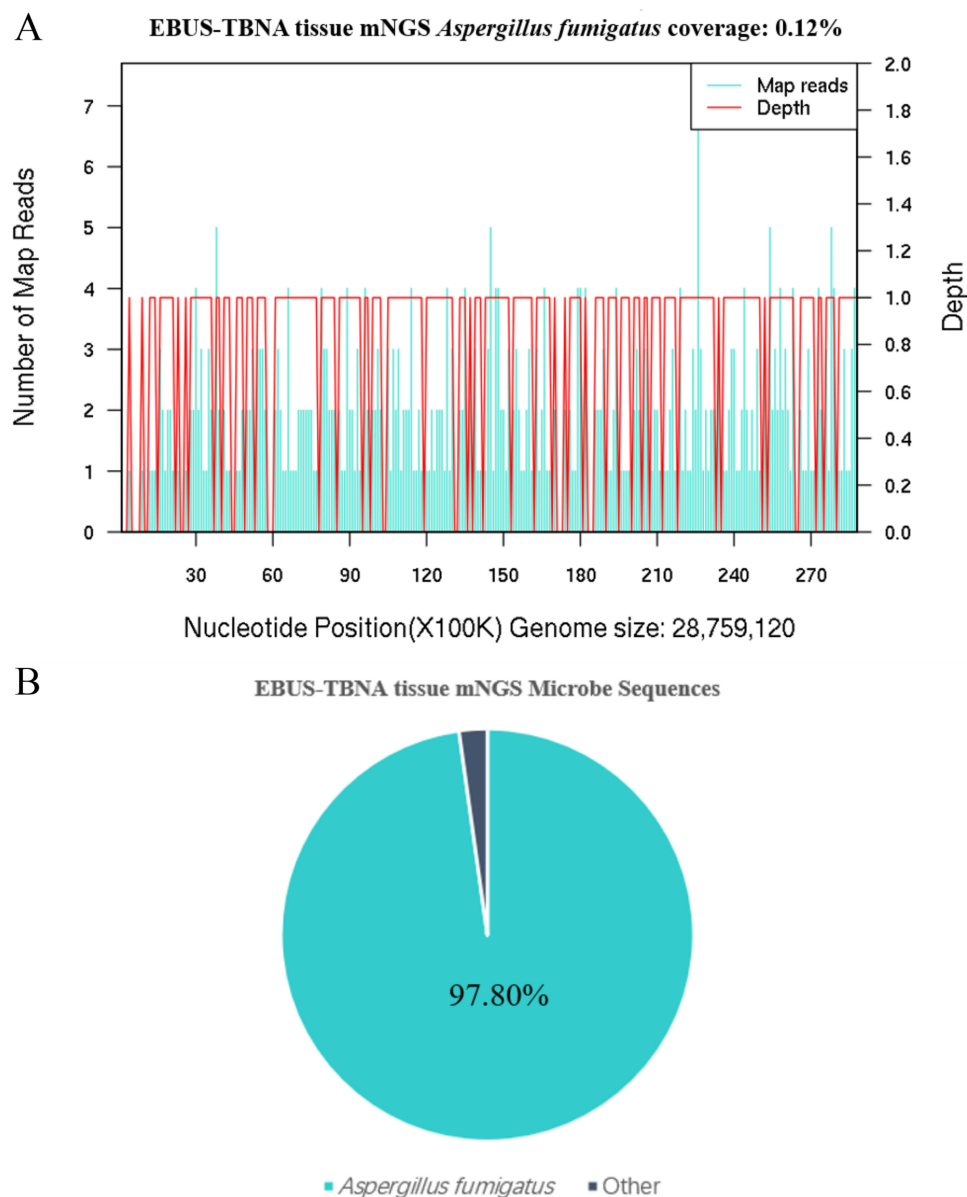 A
EBUS-TBNA tissue mNGS Aspergillus fumigatus coverage: 0.12%
Map reads
Depth
Number of Map Reads
7
6
5
4
3
2
1
0
2.0
1.8
1.6
1.4
1.2
1.0
0.8
0.6
0.4
0.2
0.0
Depth
30 60 90 120 150 180 210 240 270
Nucleotide Position(X100K) Genome size: 28,759,120
B
EBUS-TBNA tissue mNGS Microbe Sequences
97.80%
Aspergillus fumigatus Other